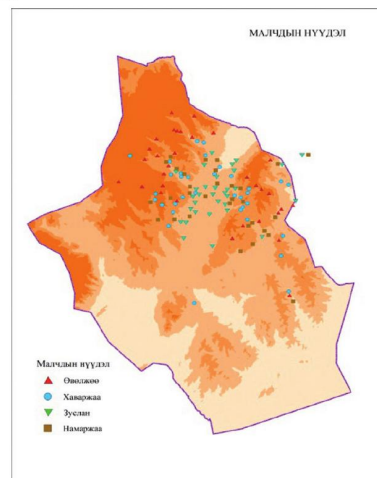 МАЛЧДЫН НҮҮДЭЛ
Малчдын нүүдэл
Өвөлжөө
Хаваржаа
Зуслан
Намаржаа